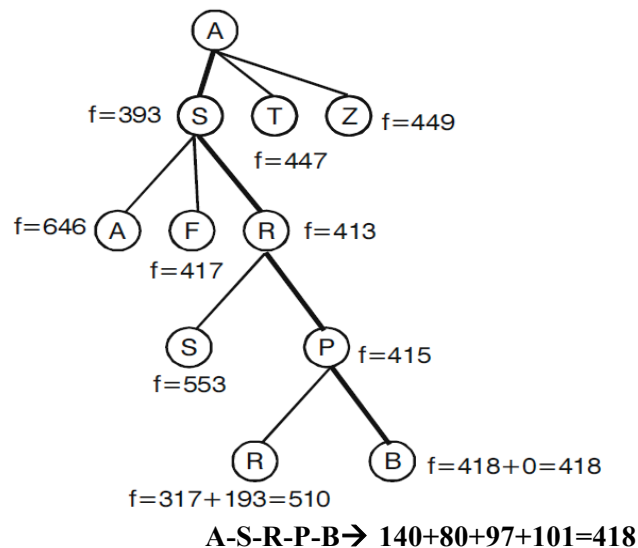 A
f=393 S T Z f=449
f=447
f=646 A F R f=413
f=417
S P f=415
f=553
R B f=418+0=418
f=317+193=510
A-S-R-P-B→ 140+80+97+101=418